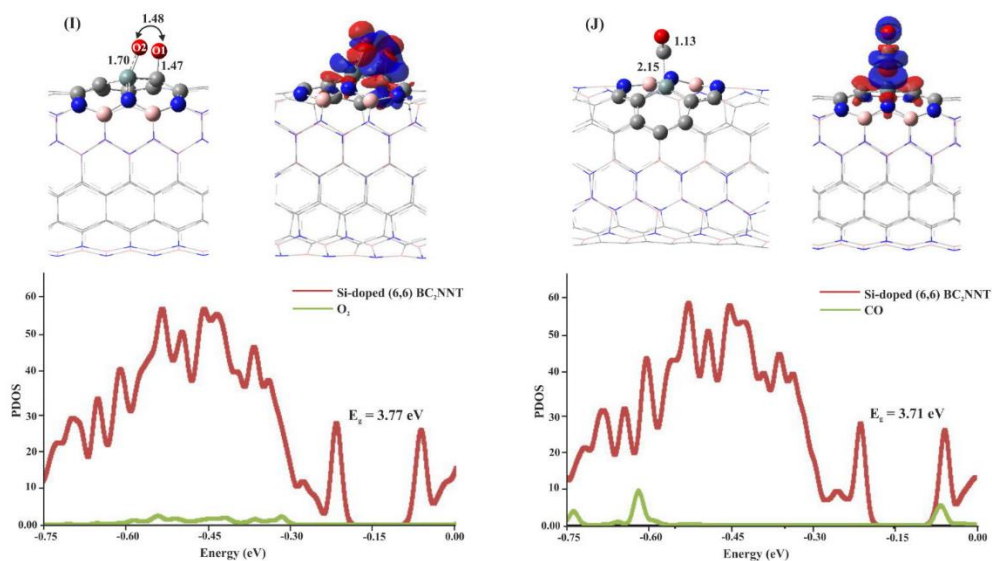 (I)
1.48
O2
O1
1.70
1.47
(J)
1.13
2.15
Si-doped (6,6) BC₂NNT
O₂
E_g = 3.77 eV
PDOS
60
50
40
30
20
10
0.00
-0.75
-0.60
-0.45
-0.30
-0.15
0.00
Energy (eV)
Si-doped (6,6) BC₂NNT
CO
E_g = 3.71 eV
PDOS
60
50
40
30
20
10
0.00
-0.75
-0.60
-0.45
-0.30
-0.15
0.00
Energy (eV)